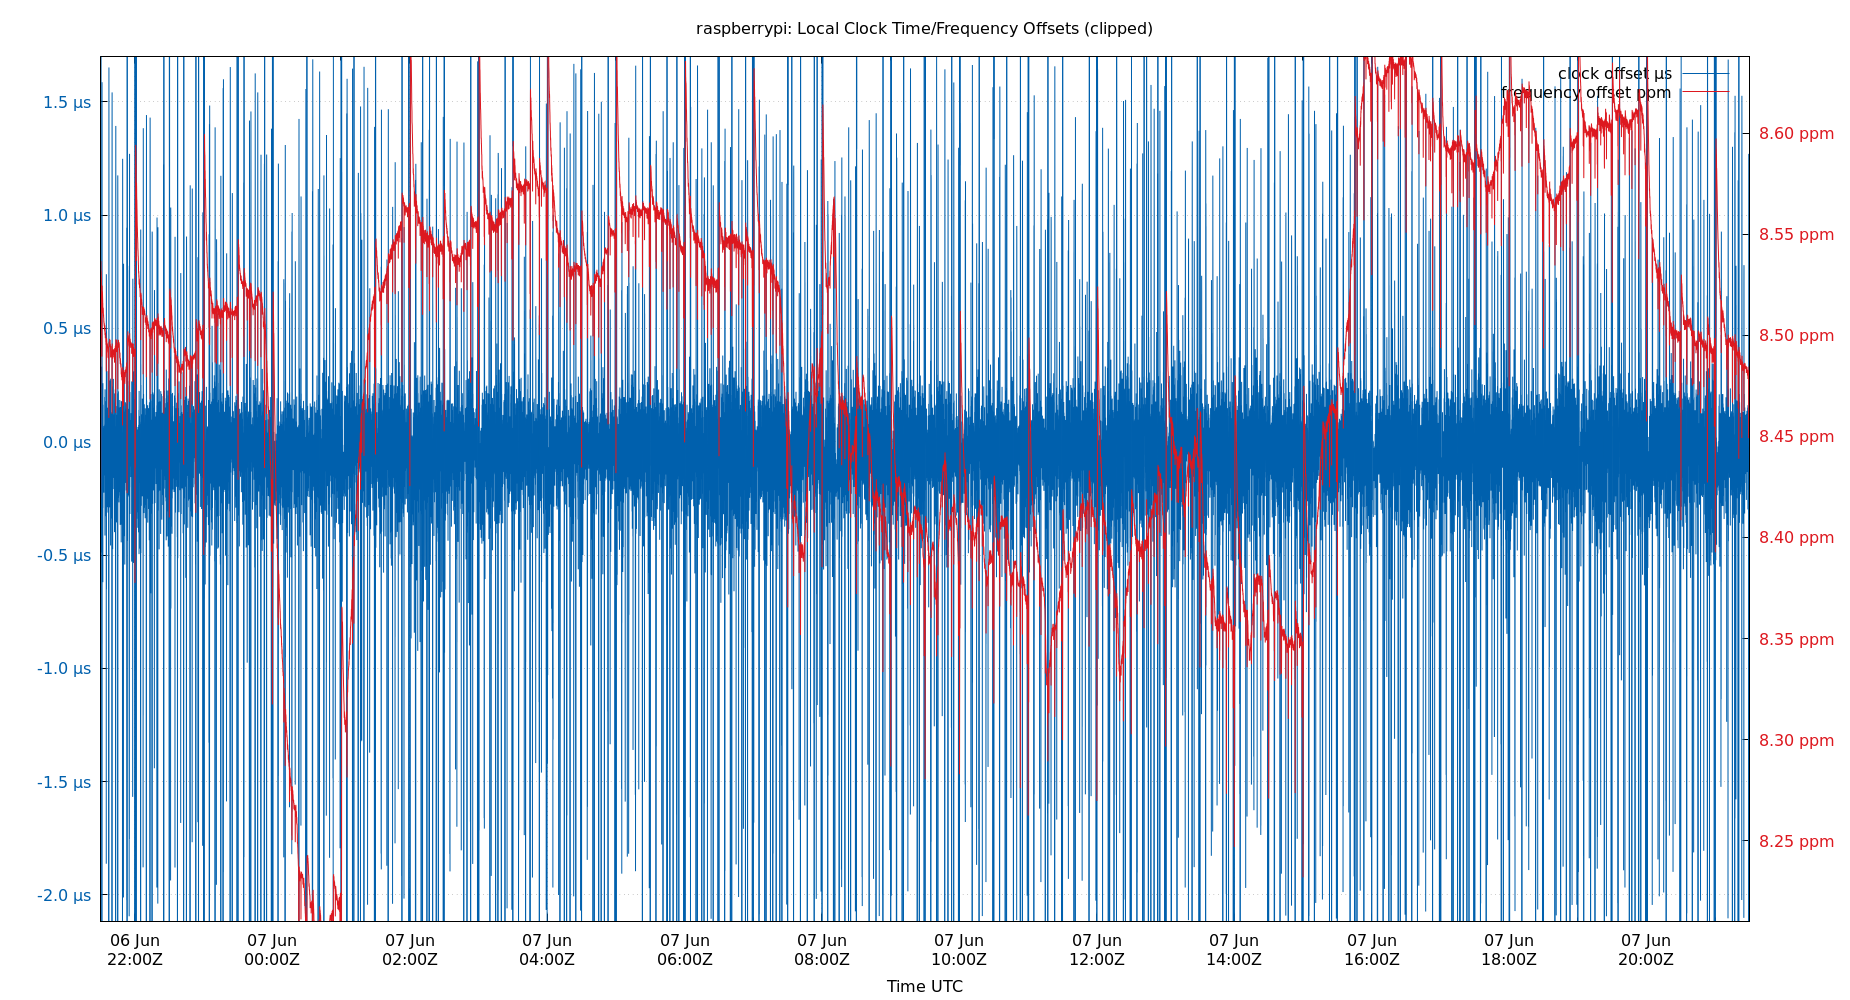 raspberrypi: Local Clock Time/Frequency Offsets (clipped)
clock offset µs
frequency offset ppm
1.5 µs
1.0 µs
0.5 µs
0.0 µs
-0.5 µs
-1.0 µs
-1.5 µs
-2.0 µs
8.60 ppm
8.55 ppm
8.50 ppm
8.45 ppm
8.40 ppm
8.35 ppm
8.30 ppm
8.25 ppm
06 Jun 07 Jun 07 Jun 07 Jun 07 Jun 07 Jun 07 Jun 07 Jun 07 Jun 07 Jun 07 Jun 07 Jun
22:00Z 00:00Z 02:00Z 04:00Z 06:00Z 08:00Z 10:00Z 12:00Z 14:00Z 16:00Z 18:00Z 20:00Z
Time UTC